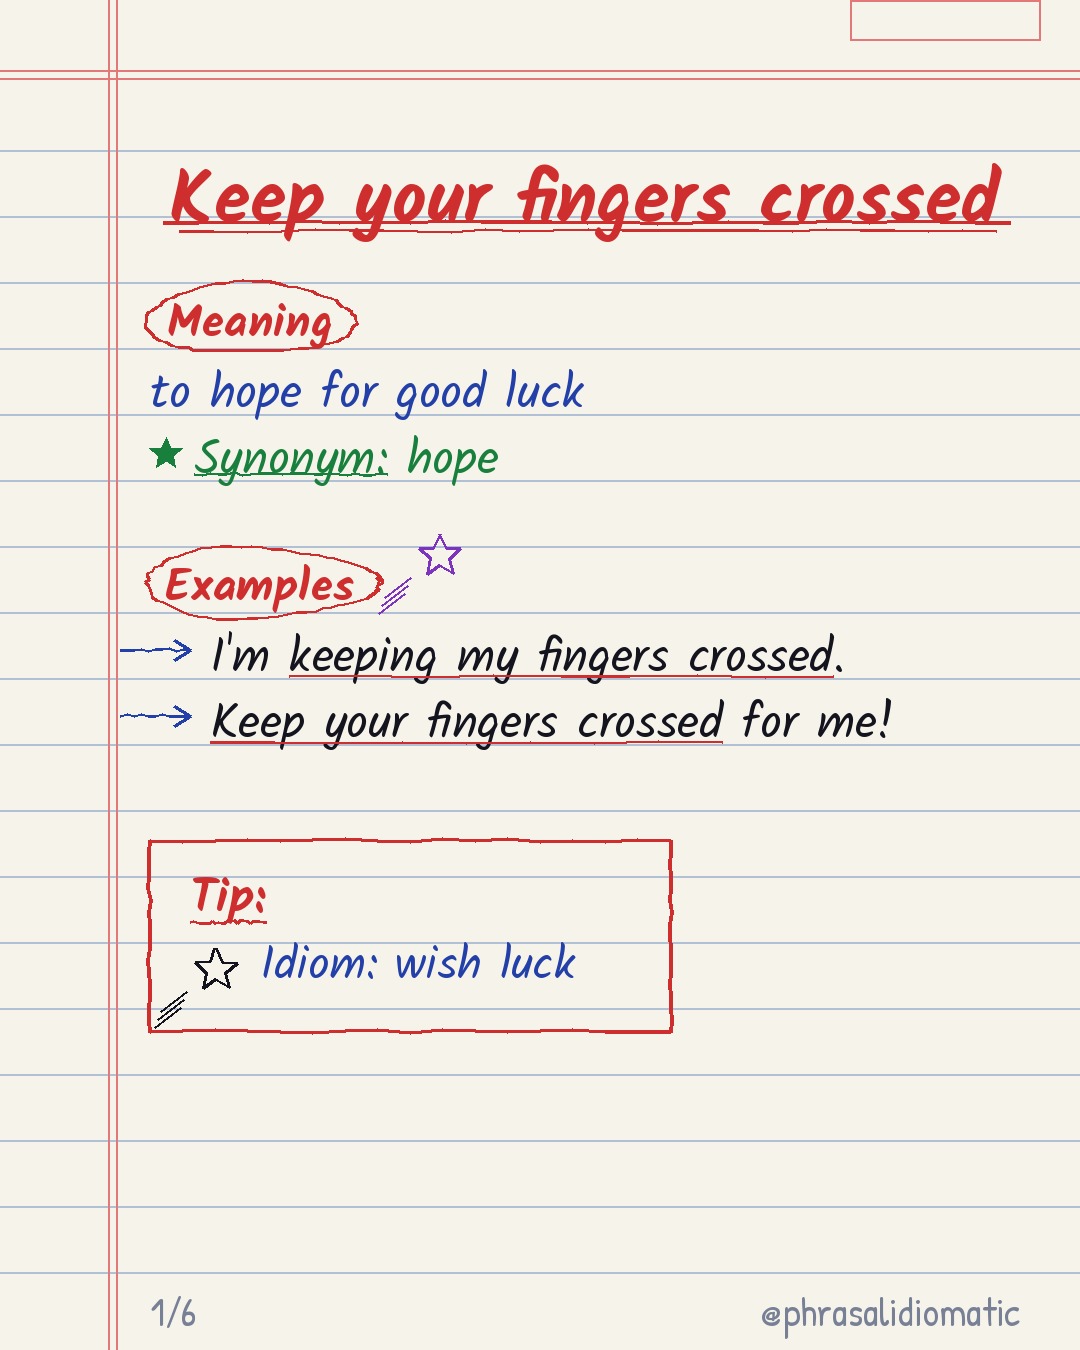 Keep your fingers crossed
Meaning
to hope for good luck
Synonym: hope
Examples
I'm keeping my fingers crossed.
Keep your fingers crossed for me!
Tip:
Idiom: wish luck
1/6
@phrasalidiomatic